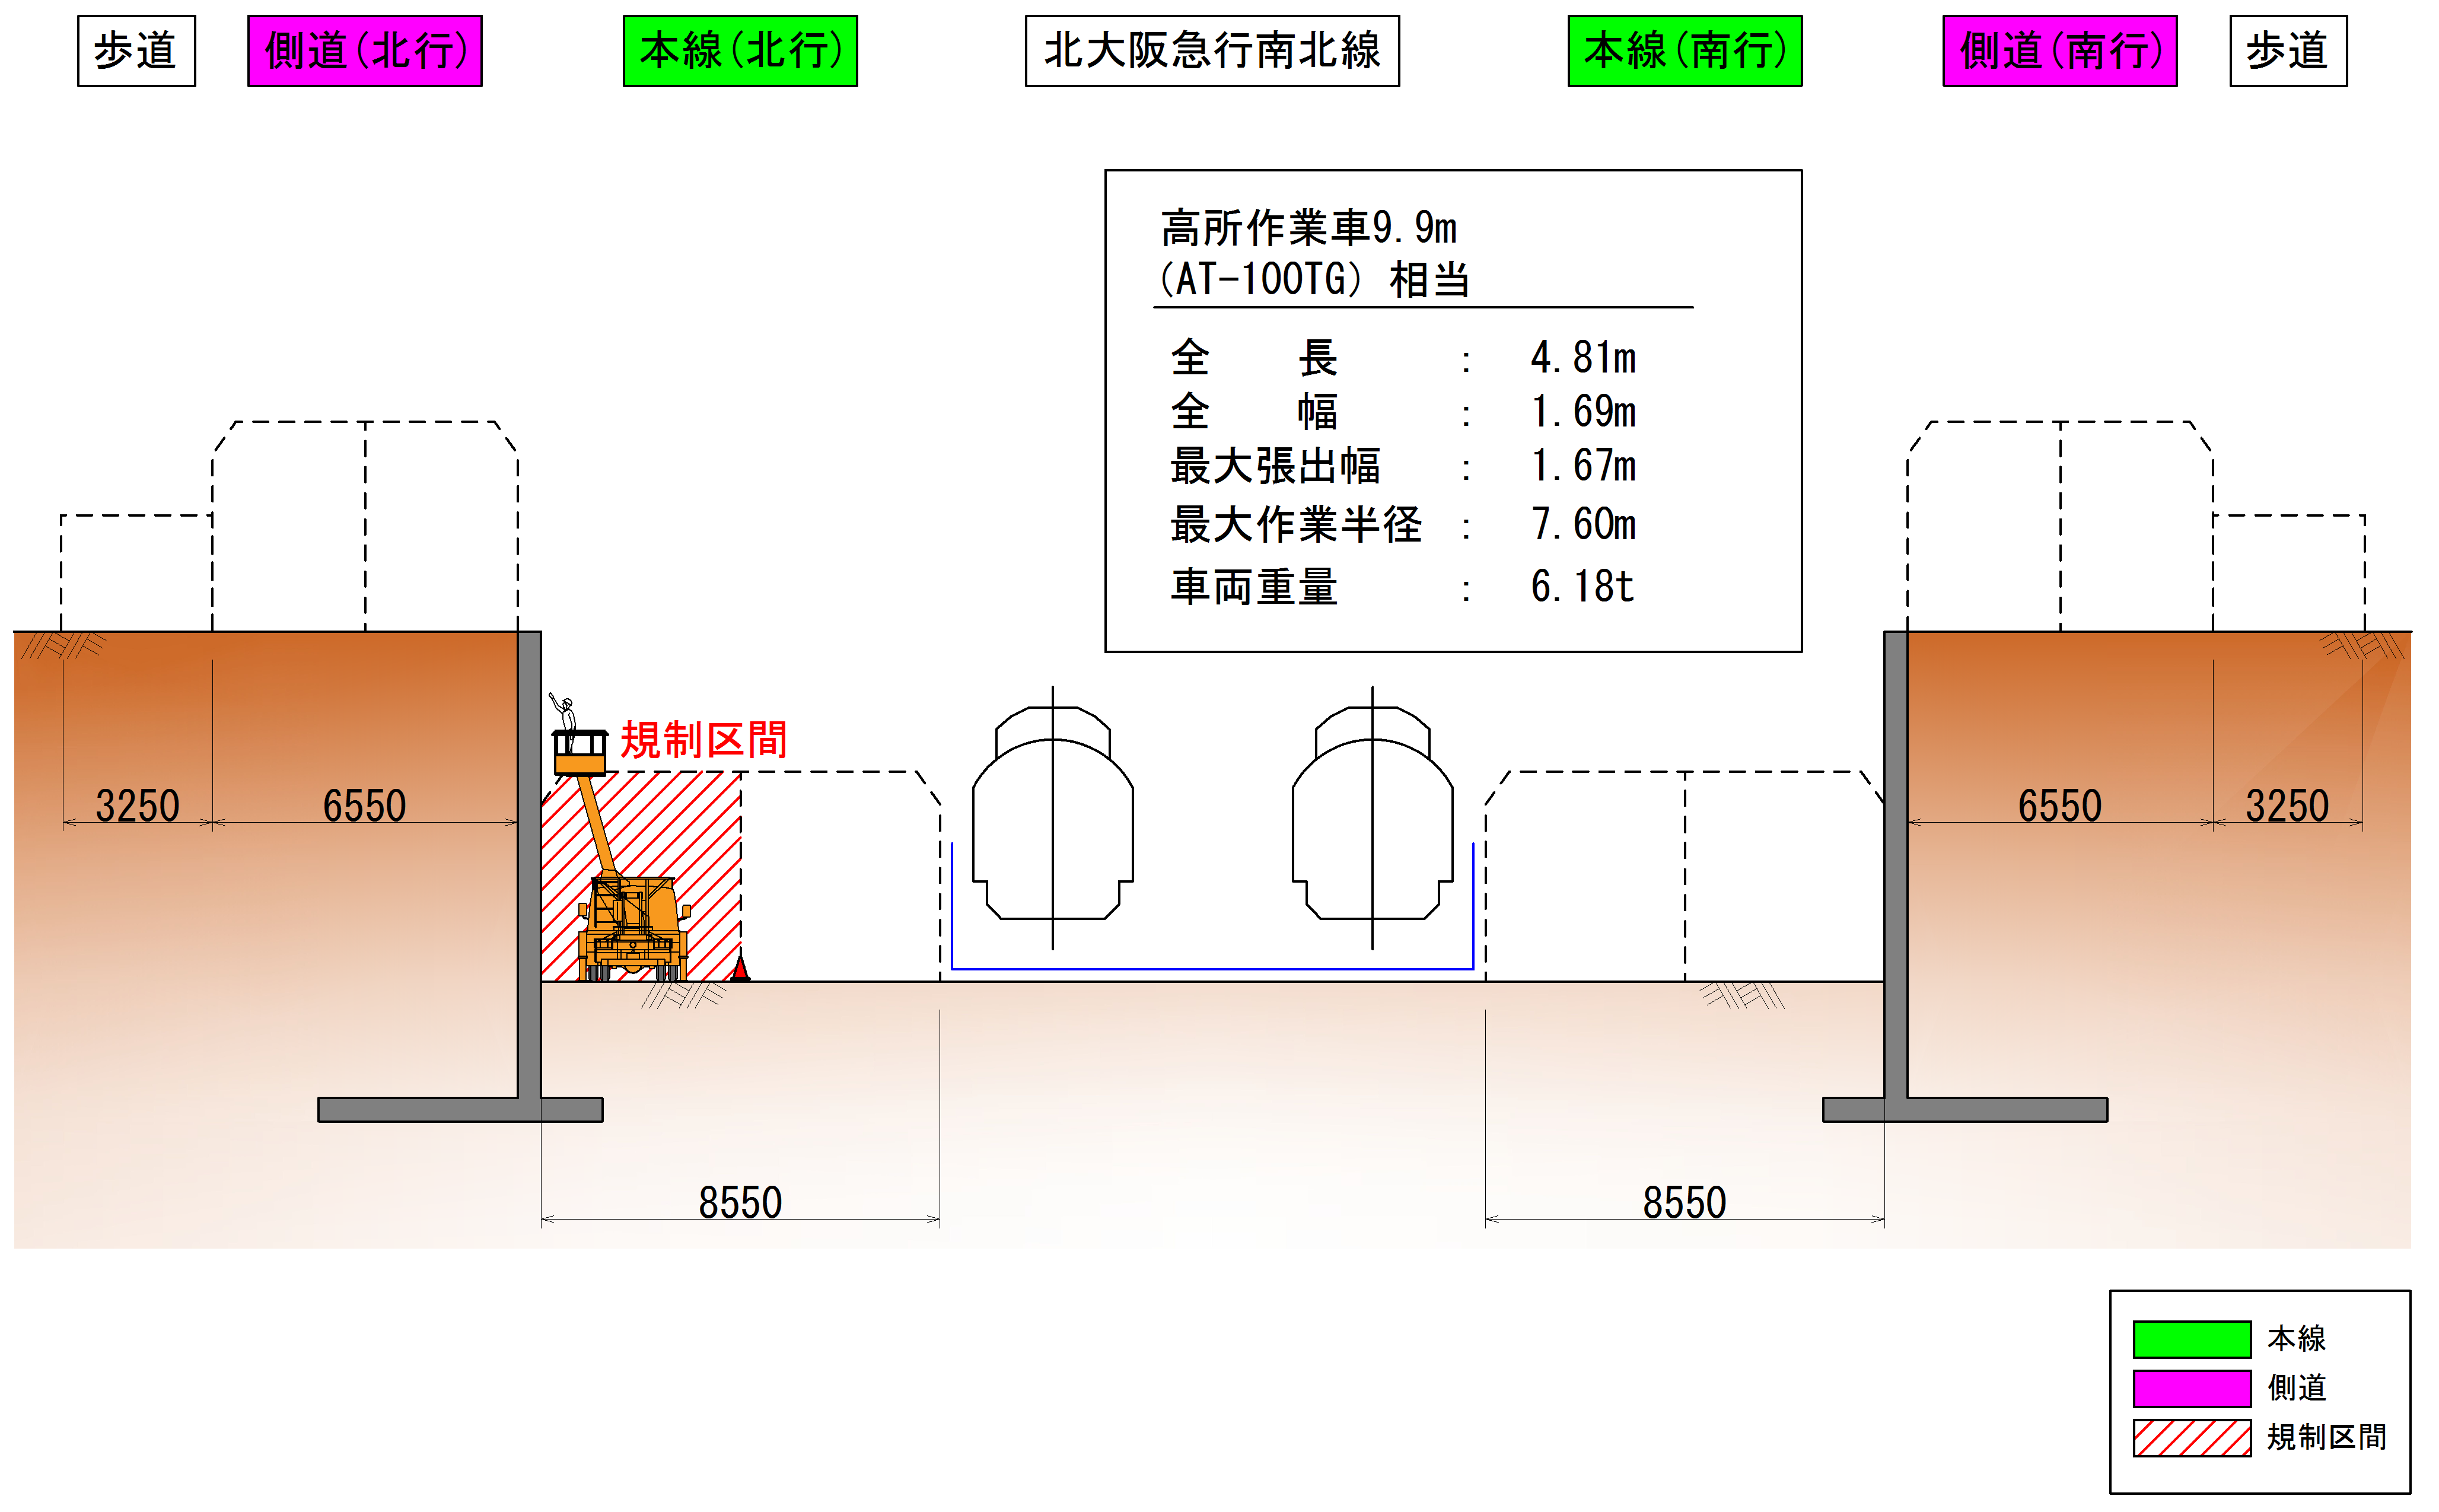 歩道
側道(北行)
本線(北行)
北大阪急行南北線
本線(南行)
側道(南行)
歩道
高所作業車9.9m
(AT-100TG) 相当
全　　長 : 4.81m
全　　幅 : 1.69m
最大張出幅 : 1.67m
最大作業半径 : 7.60m
車両重量 : 6.18t
規制区間
3250
6550
6550
3250
8550
8550
本線
側道
規制区間